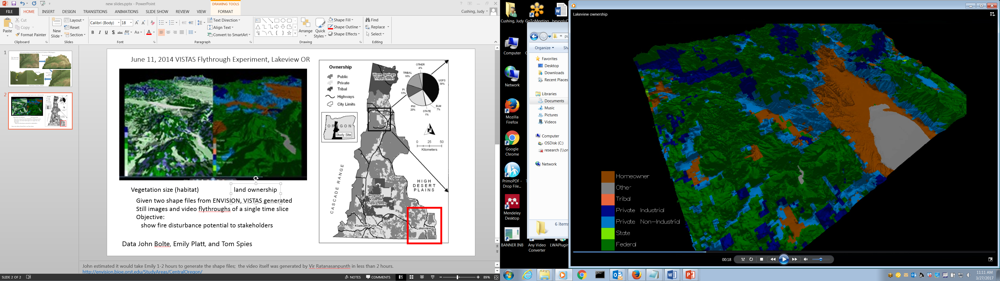 new slides.pptx - PowerPoint
DRAWING TOOLS
FILE
HOME
INSERT
DESIGN
TRANSITIONS
ANIMATIONS
SLIDE SHOW
REVIEW
VIEW
FORMAT
Cushing, Judy
Paste
Cut
Copy
Format Painter
Clipboard
New
Slide
Layout
Reset
Section
Slides
Calibri (Body)
18
Font
Text Direction
Align Text
Convert to SmartArt
Paragraph
Arrange
Quick
Styles
Shape Fill
Shape Outline
Shape Effects
Drawing
Find
Replace
Select
Editing
1
2
June 11, 2014 VISTAS Flythrough Experiment, Lakeview OR
Vegetation size (habitat)
land ownership
Given two shape files from ENVISION, VISTAS generated
Still images and video flythroughs of a single time slice
Objective:
show fire disturbance potential to stakeholders
Data John Bolte, Emily Platt, and Tom Spies
Ownership
Public
Private
Tribal
Highways
City Limits
OREGON
Study Site
Warm Springs
Tribal Lands
OTHER
4%
TRIBAL
16%
USFS
39%
PI
13%
PNI
20%
STATE
1%
BLM
7%
N
0 25 50
Kilometers
CASCADE RANGE
HIGH
DESERT
PLAINS
Proposed
Klamath
Tribal Lands
Klamath Falls
Lakeview
John estimated it would take Emily 1-2 hours to generate the shape files; the video itself was generated by Vir Ratanasanpunth in less than 2 hours.
http://envision.bioe.orst.edu/StudyAreas/CentralOregon/
SLIDE 2 OF 2
NOTES
COMMENTS
89%
Cushing, Judy
GoToMeeting
Computer
Network
Mozilla
Firefox
Google
Chrome
PrimoPDF -
Drop File...
Mendeley
Desktop
BANNER INB
Any Video
Converter
LWAPlugin
Organize
Favorites
Desktop
Downloads
Recent Places
Libraries
Documents
Music
Pictures
Videos
Computer
OSDisk (C:)
research (\\or
Network
6 items
Lakeview ownership
Homeowner
Other
Tribal
Private Industrial
Private Non-Industrial
State
Federal
00:18
11:11 AM
3/27/2017